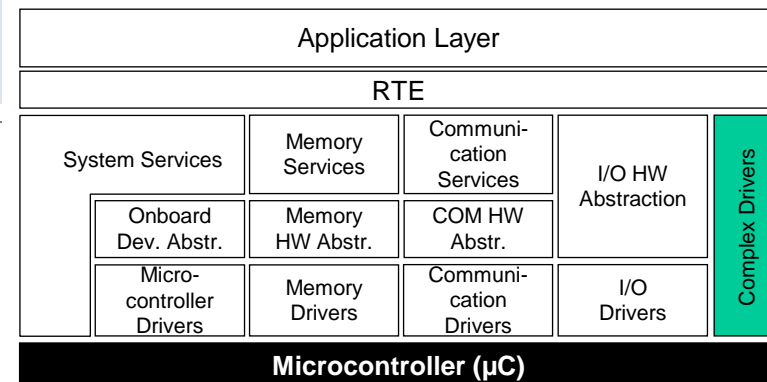 Application Layer
RTE
System Services
Memory
Services
Communi-
cation
Services
I/O HW
Abstraction
Complex Drivers
Onboard
Dev. Abstr.
Memory
HW Abstr.
COM HW
Abstr.
Micro-
controller
Drivers
Memory
Drivers
Communi-
cation
Drivers
I/O
Drivers
Microcontroller (µC)